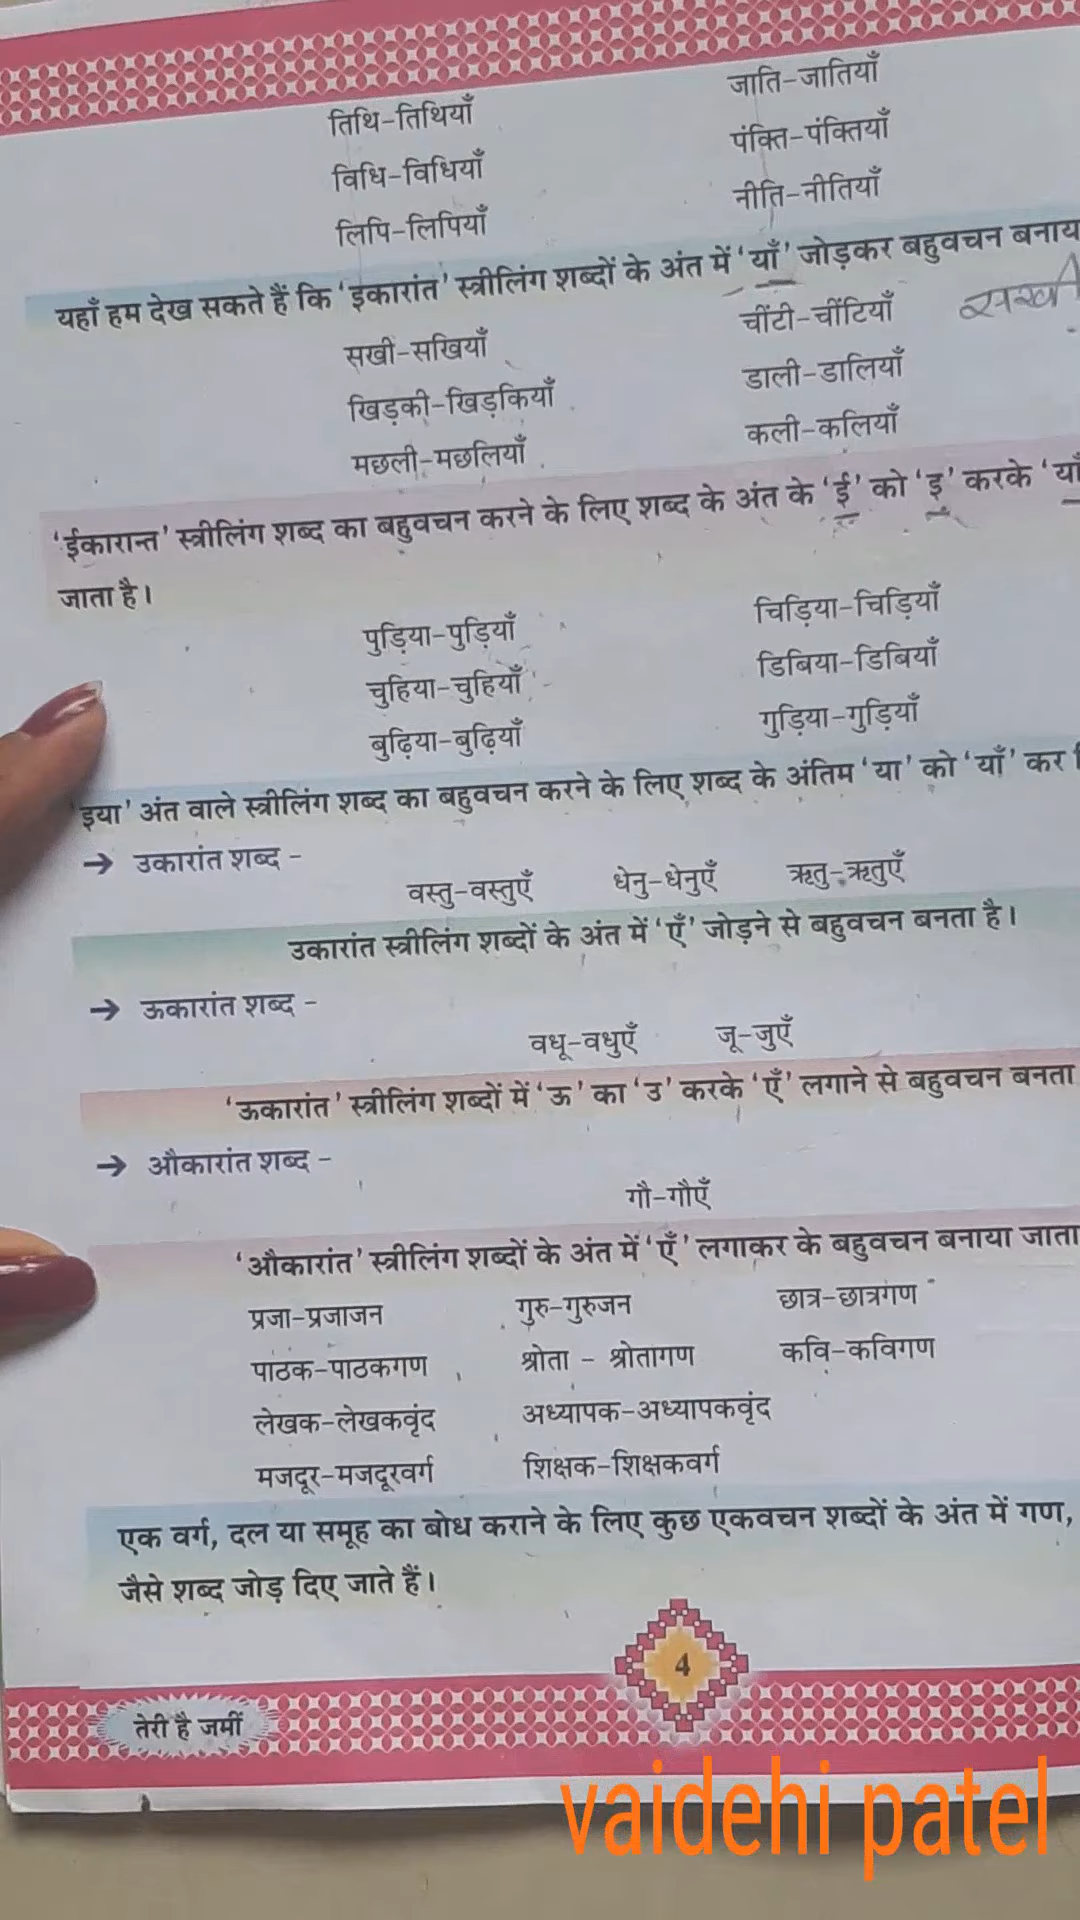 तिथि-तिथियाँ जाति-जातियाँ
विधि-विधियाँ पंक्ति-पंक्तियाँ
लिपि-लिपियाँ नीति-नीतियाँ
यहाँ हम देख सकते हैं कि 'इकारांत' स्त्रीलिंग शब्दों के अंत में 'याँ' जोड़कर बहुवचन बनाय
सखी-सखियाँ चींटी-चींटियाँ
खिड़की-खिड़कियाँ डाली-डालियाँ
मछली-मछलियाँ कली-कलियाँ
'ईकारान्त' स्त्रीलिंग शब्द का बहुवचन करने के लिए शब्द के अंत के 'ई' को 'इ' करके 'याँ
जाता है।
पुड़िया-पुड़ियाँ चिड़िया-चिड़ियाँ
चुहिया-चुहियाँ डिबिया-डिबियाँ
बुढ़िया-बुढ़ियाँ गुड़िया-गुड़ियाँ
'इया' अंत वाले स्त्रीलिंग शब्द का बहुवचन करने के लिए शब्द के अंतिम 'या' को 'याँ' कर
→ उकारांत शब्द -
वस्तु-वस्तुएँ धेनु-धेनुएँ ऋतु-ऋतुएँ
उकारांत स्त्रीलिंग शब्दों के अंत में 'एँ' जोड़ने से बहुवचन बनता है।
→ ऊकारांत शब्द -
वधू-वधुएँ जू-जुएँ
'ऊकारांत' स्त्रीलिंग शब्दों में 'ऊ' का 'उ' करके 'एँ' लगाने से बहुवचन बनता
→ औकारांत शब्द -
गौ-गौएँ
'औकारांत' स्त्रीलिंग शब्दों के अंत में 'एँ' लगाकर के बहुवचन बनाया जाता
प्रजा-प्रजाजन गुरु-गुरुजन छात्र-छात्रगण
पाठक-पाठकगण श्रोता - श्रोतागण कवि-कविगण
लेखक-लेखकवृंद अध्यापक-अध्यापकवृंद
मजदूर-मजदूरवर्ग शिक्षक-शिक्षकवर्ग
एक वर्ग, दल या समूह का बोध कराने के लिए कुछ एकवचन शब्दों के अंत में गण,
जैसे शब्द जोड़ दिए जाते हैं।
4
तेरी है जमीं
vaidehi patel